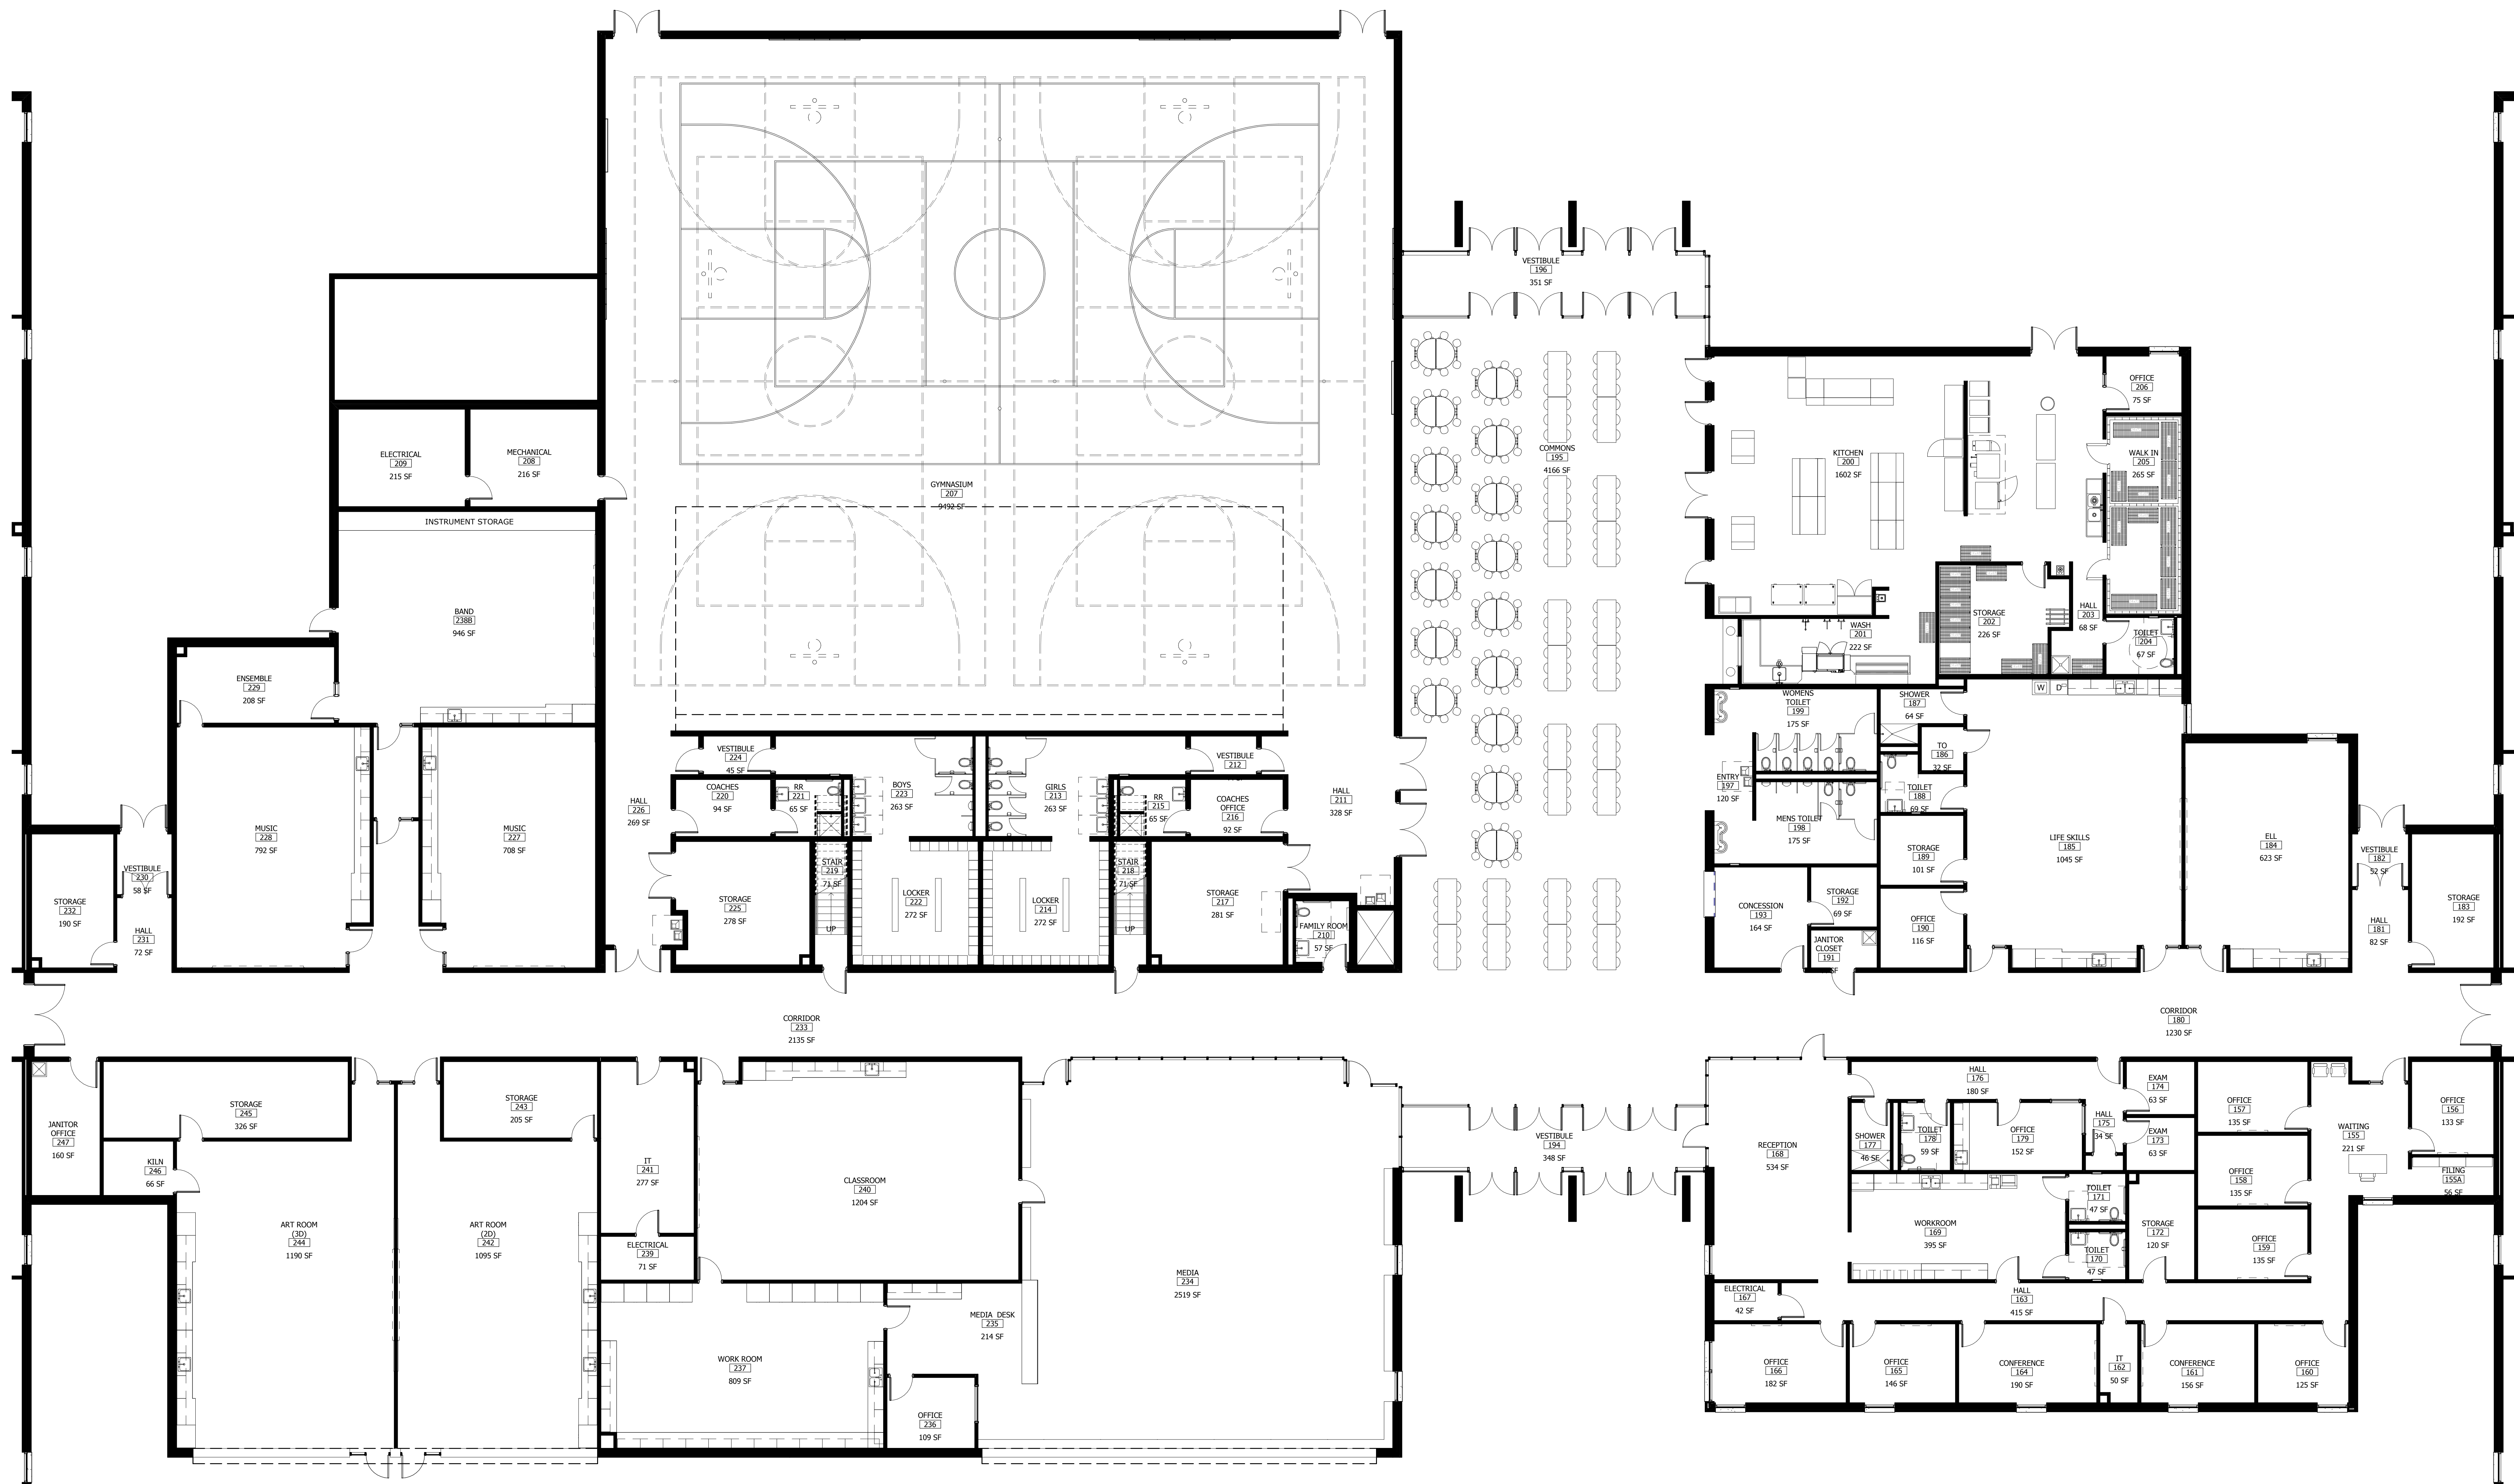 VESTIBULE
196
351 SF
OFFICE
206
75 SF
ELECTRICAL
209
215 SF
MECHANICAL
208
216 SF
COMMONS
195
4166 SF
KITCHEN
200
1602 SF
WALK IN
205
265 SF
GYMNASIUM
207
9492 SF
INSTRUMENT STORAGE
BAND
238B
946 SF
STORAGE
202
226 SF
HALL
203
68 SF
WASH
201
222 SF
TOILET
204
67 SF
ENSEMBLE
229
208 SF
W
D
WOMENS
TOILET
199
175 SF
SHOWER
187
64 SF
TO
186
32 SF
VESTIBULE
224
45 SF
VESTIBULE
212
HALL
226
269 SF
COACHES
220
94 SF
RR
221
65 SF
BOYS
223
263 SF
GIRLS
213
263 SF
RR
215
65 SF
COACHES
OFFICE
216
92 SF
HALL
211
328 SF
ENTRY
197
120 SF
TOILET
188
69 SF
MENS TOILET
198
175 SF
MUSIC
228
792 SF
MUSIC
227
708 SF
LIFE SKILLS
185
1045 SF
ELL
184
623 SF
VESTIBULE
182
52 SF
STORAGE
189
101 SF
VESTIBULE
230
58 SF
STAIR
219
71 SF
UP
STAIR
218
71 SF
UP
STORAGE
232
190 SF
STORAGE
225
278 SF
LOCKER
222
272 SF
LOCKER
214
272 SF
STORAGE
217
281 SF
CONCESSION
193
164 SF
STORAGE
192
69 SF
OFFICE
190
116 SF
STORAGE
183
192 SF
HALL
231
72 SF
FAMILY ROOM
210
57 SF
JANITOR
CLOSET
191
SF
HALL
181
82 SF
CORRIDOR
233
2135 SF
CORRIDOR
180
1230 SF
JANITOR
OFFICE
247
160 SF
STORAGE
245
326 SF
STORAGE
243
205 SF
KILN
246
66 SF
IT
241
277 SF
CLASSROOM
240
1204 SF
VESTIBULE
194
348 SF
RECEPTION
168
534 SF
HALL
176
180 SF
SHOWER
177
46 SF
TOILET
178
59 SF
OFFICE
179
152 SF
HALL
175
34 SF
EXAM
174
63 SF
EXAM
173
63 SF
OFFICE
157
135 SF
WAITING
155
221 SF
OFFICE
156
133 SF
OFFICE
158
135 SF
FILING
155A
56 SF
ART ROOM
(3D)
244
1190 SF
ART ROOM
(2D)
242
1095 SF
ELECTRICAL
239
71 SF
MEDIA
234
2519 SF
WORKROOM
169
395 SF
TOILET
171
47 SF
TOILET
170
47 SF
STORAGE
172
120 SF
OFFICE
159
135 SF
ELECTRICAL
167
42 SF
HALL
163
415 SF
MEDIA DESK
235
214 SF
WORK ROOM
237
809 SF
OFFICE
236
109 SF
OFFICE
166
182 SF
OFFICE
165
146 SF
CONFERENCE
164
190 SF
IT
162
50 SF
CONFERENCE
161
156 SF
OFFICE
160
125 SF